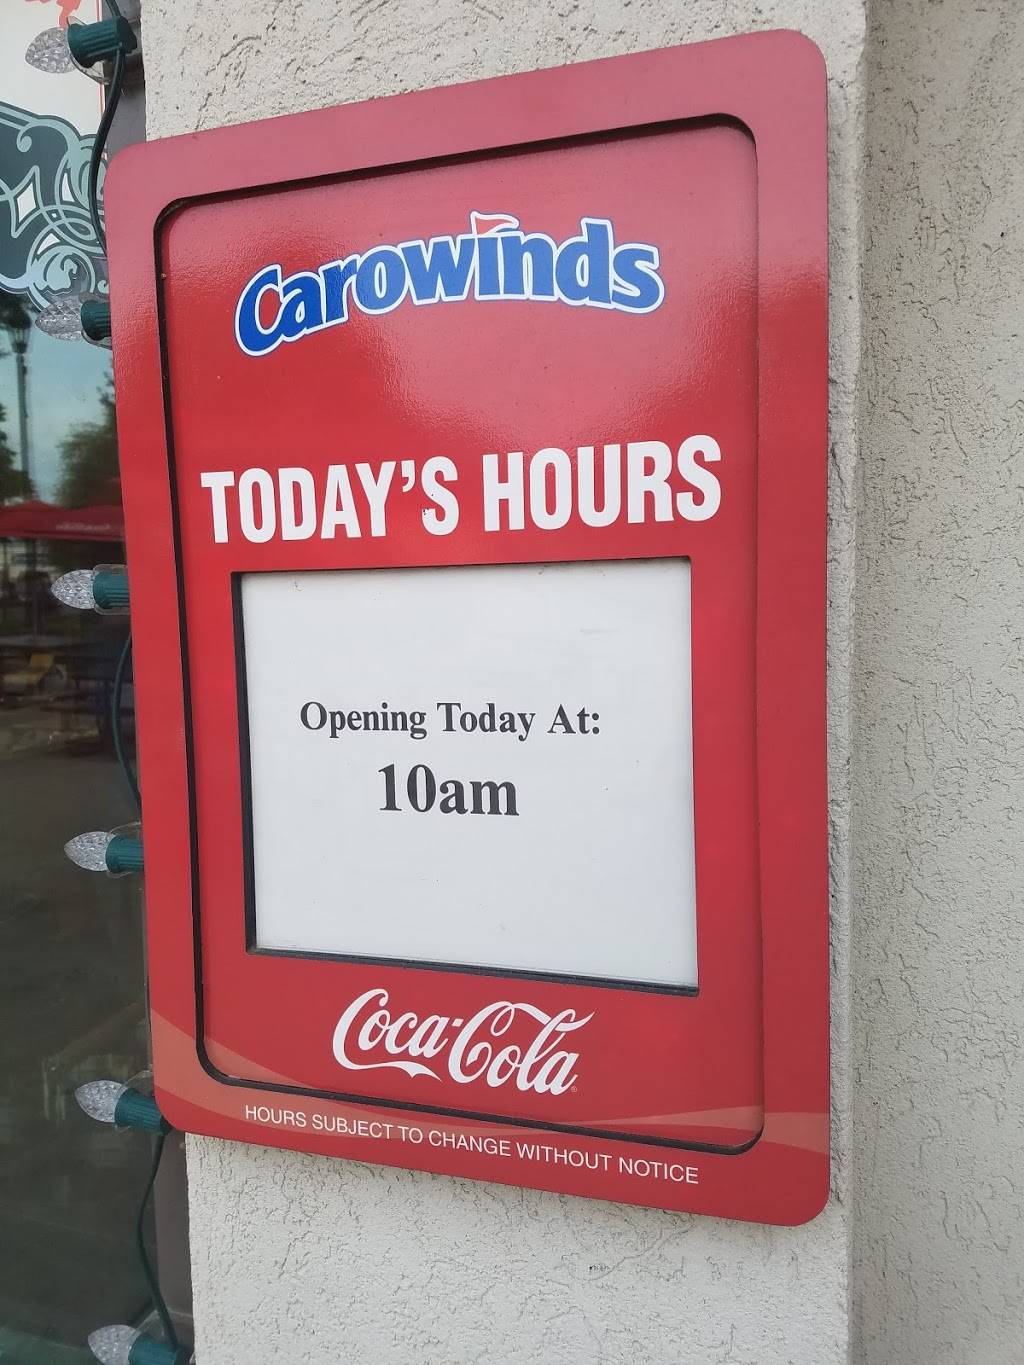 Carowinds
TODAY'S HOURS
Opening Today At:
10am
Coca-Cola
HOURS SUBJECT TO CHANGE WITHOUT NOTICE